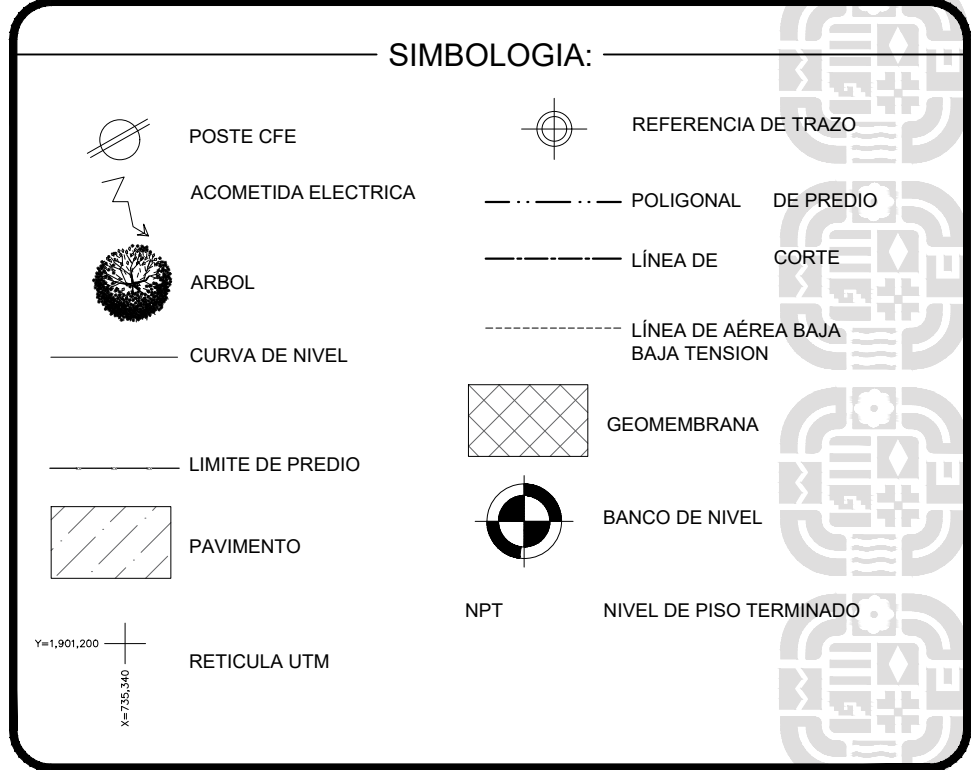 SIMBOLOGIA:
POSTE CFE
ACOMETIDA ELECTRICA
ARBOL
CURVA DE NIVEL
LIMITE DE PREDIO
PAVIMENTO
Y=1,901,200
X=735,340
RETICULA UTM
REFERENCIA DE TRAZO
POLIGONAL DE PREDIO
LÍNEA DE CORTE
LÍNEA DE AÉREA BAJA
BAJA TENSION
GEOMEMBRANA
BANCO DE NIVEL
NPT NIVEL DE PISO TERMINADO